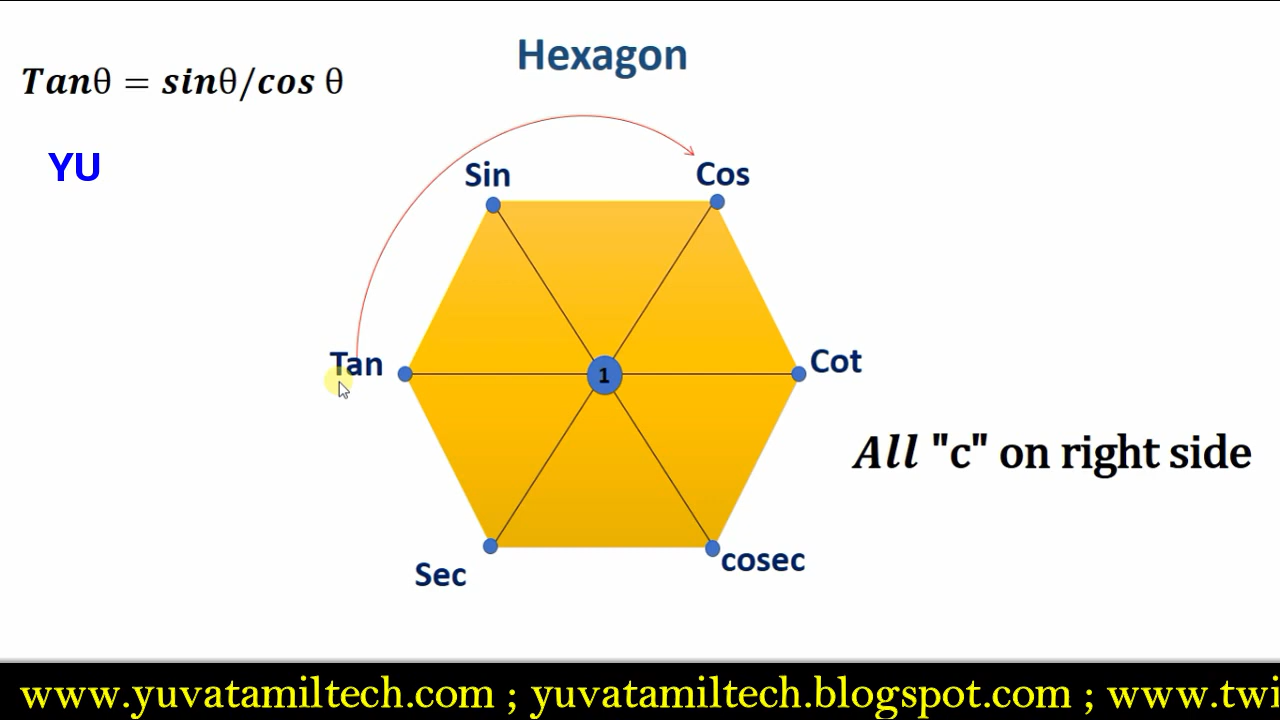 Hexagon
Tanθ = sinθ/cos θ
YU
Sin
Cos
Tan
1
Cot
All "c" on right side
Sec
cosec
www.yuvatamiltech.com ; yuvatamiltech.blogspot.com ; www.twi